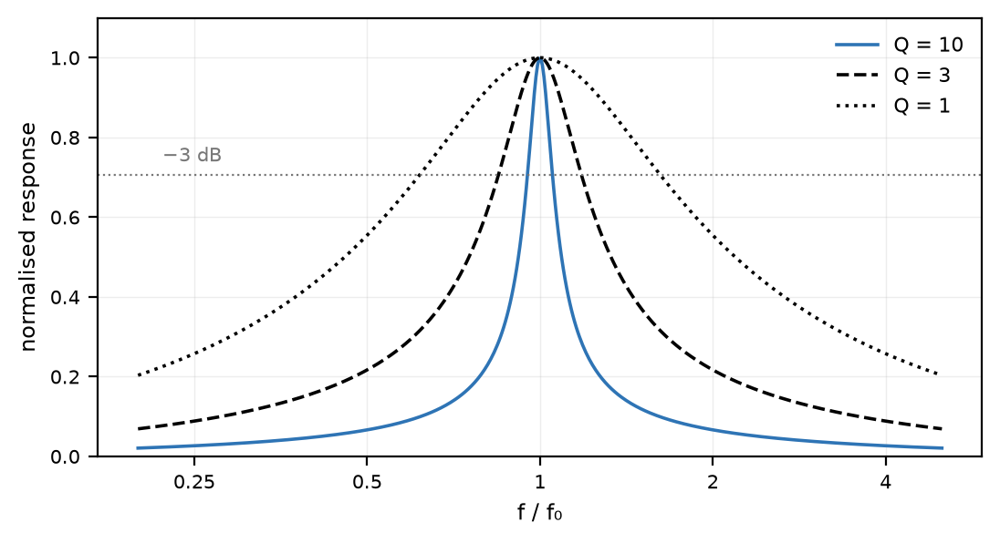 Q = 10
Q = 3
Q = 1
−3 dB
normalised response
1.0
0.8
0.6
0.4
0.2
0.0
0.25
0.5
1
2
4
f / f₀